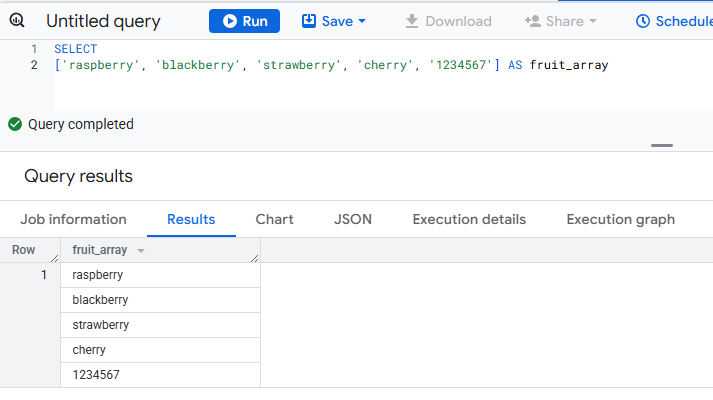 Untitled query Run Save Download Share Schedule
1 SELECT
2 ['raspberry', 'blackberry', 'strawberry', 'cherry', '1234567'] AS fruit_array
Query completed
Query results
Job information Results Chart JSON Execution details Execution graph
Row fruit_array
1 raspberry
blackberry
strawberry
cherry
1234567